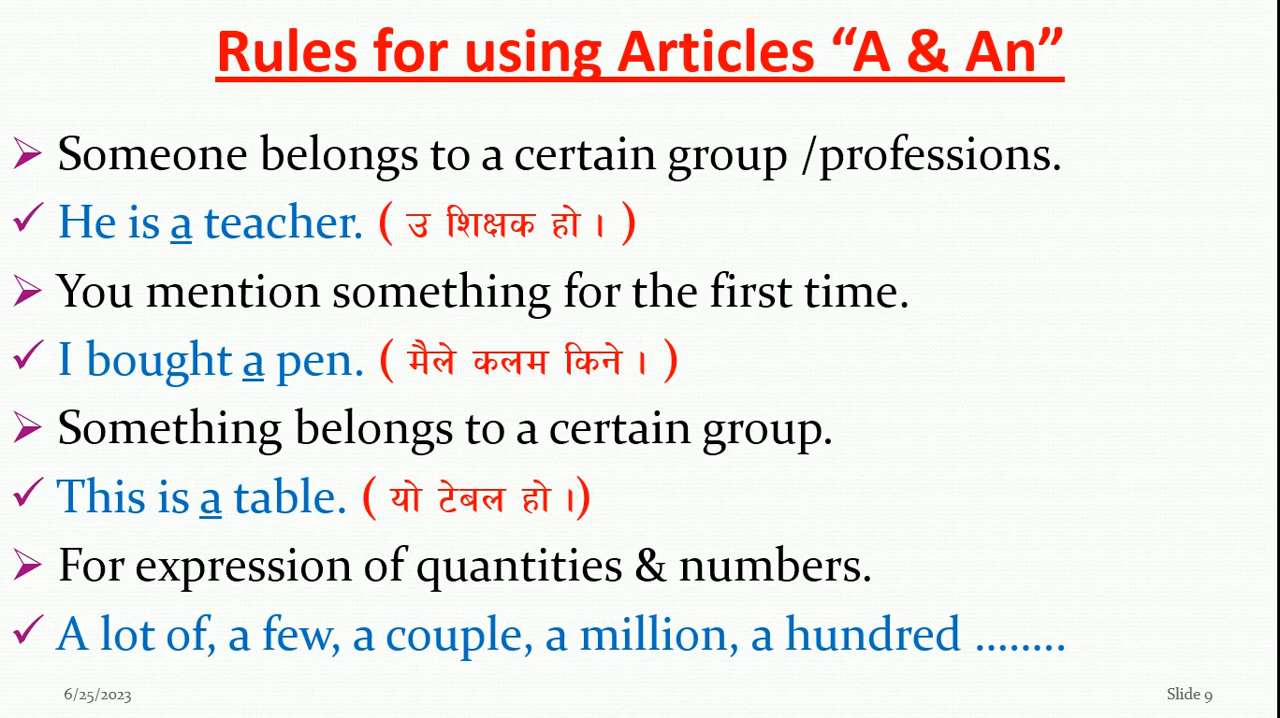 Rules for using Articles “A & An”
Someone belongs to a certain group /professions.
He is a teacher. ( उ शिक्षक हो । )
You mention something for the first time.
I bought a pen. ( मैले कलम किने । )
Something belongs to a certain group.
This is a table. ( यो टेबल हो ।)
For expression of quantities & numbers.
A lot of, a few, a couple, a million, a hundred ........
6/25/2023 Slide 9